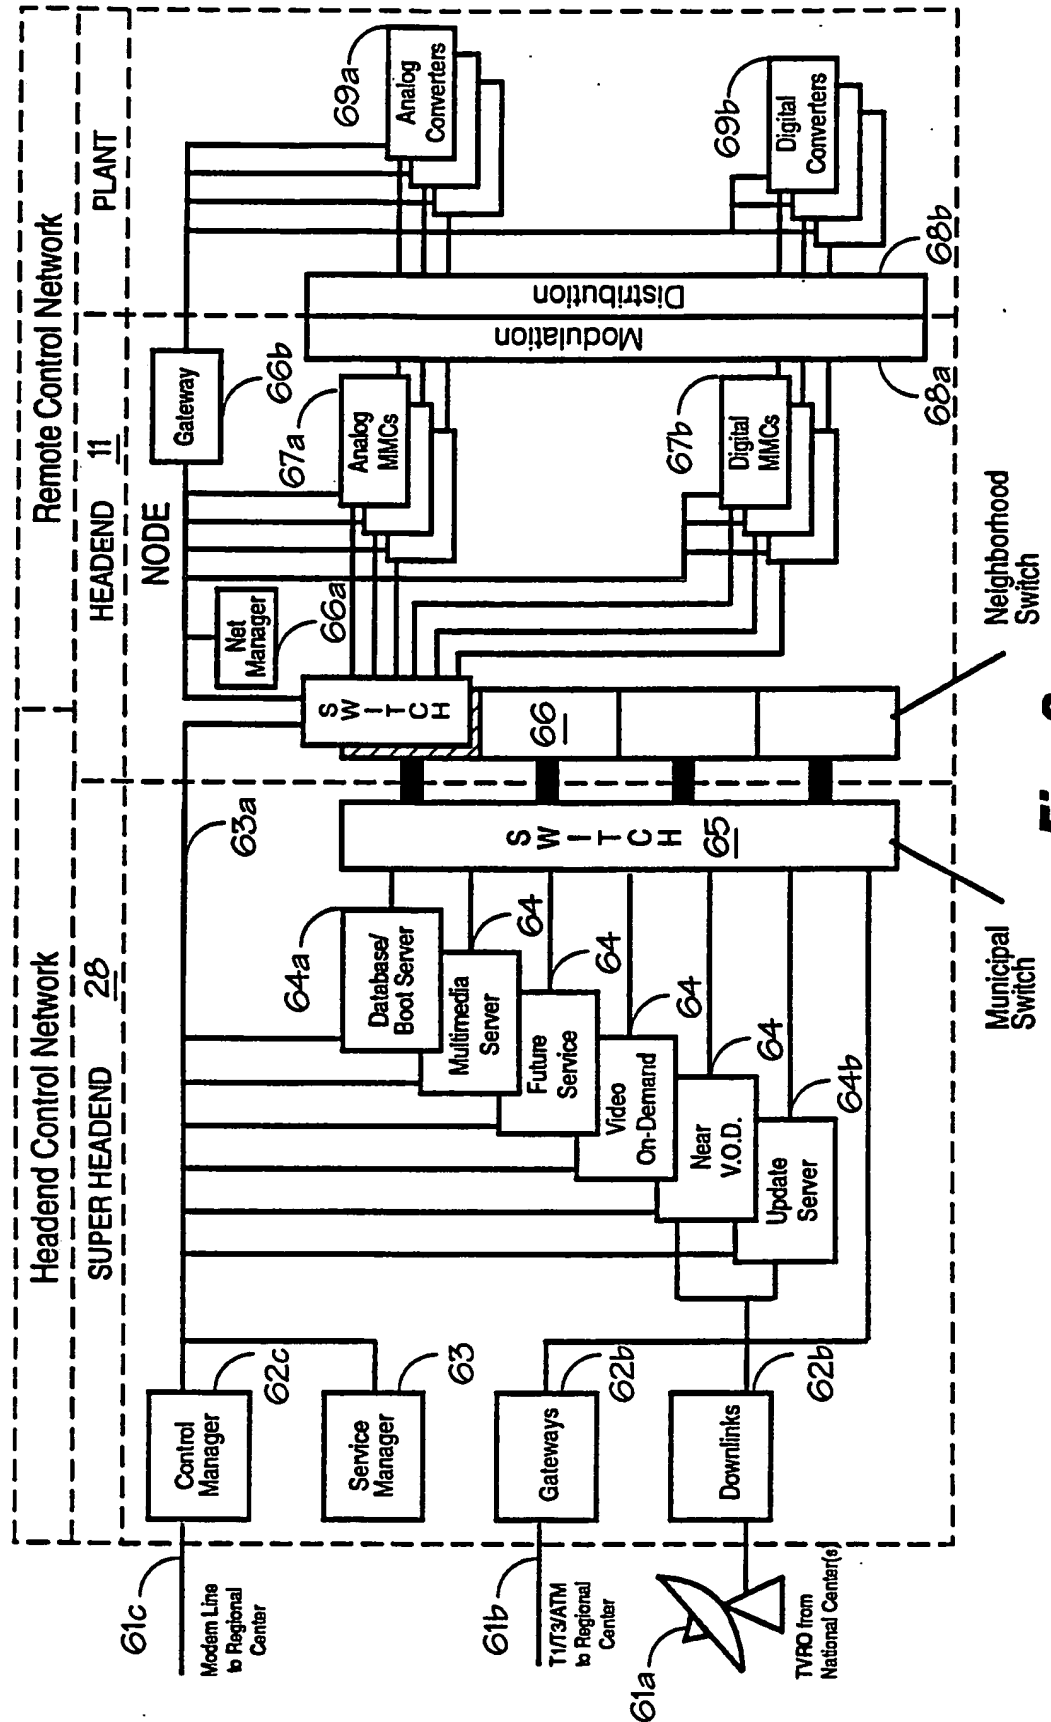 Headend Control Network
Remote Control Network
SUPER HEADEND 28
HEADEND 11
PLANT
NODE
61c
Modem Line
to Regional
Center
Control
Manager
62c
63a
Service
Manager
63
61b
T1/T3/ATM
to Regional
Center
Gateways
62b
61a
TVRO from
National Center(s)
Downlinks
62b
64a
Database/
Boot Server
Multimedia
Server
64
Future
Service
64
Video
On-Demand
64
Near
V.O.D.
64
Update
Server
64b
SWITCH
65
Municipal
Switch
SWITCH
66
Neighborhood
Switch
Net
Manager
66a
Gateway
66b
67a
Analog
MMCs
67b
Digital
MMCs
Modulation
68a
Distribution
68b
69a
Analog
Converters
69b
Digital
Converters